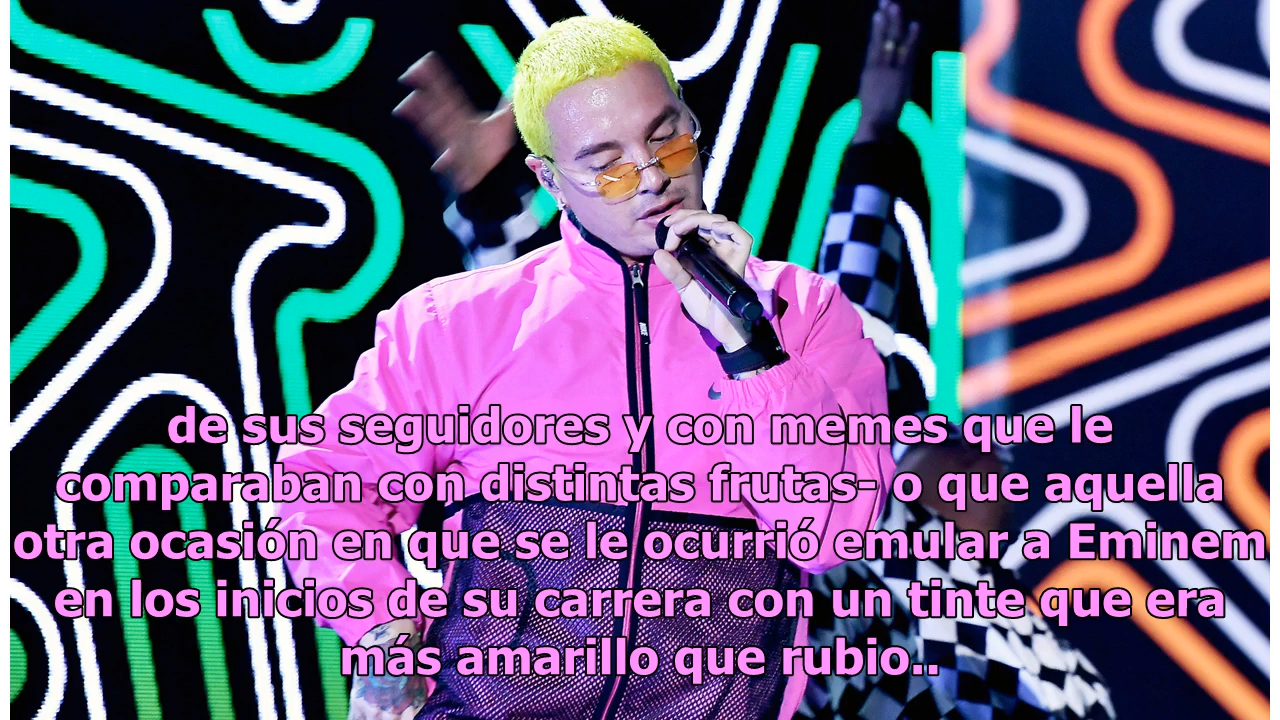 de sus seguidores y con memes que le
comparaban con distintas frutas- o que aquella
otra ocasión en que se le ocurrió emular a Eminem
en los inicios de su carrera con un tinte que era
más amarillo que rubio..